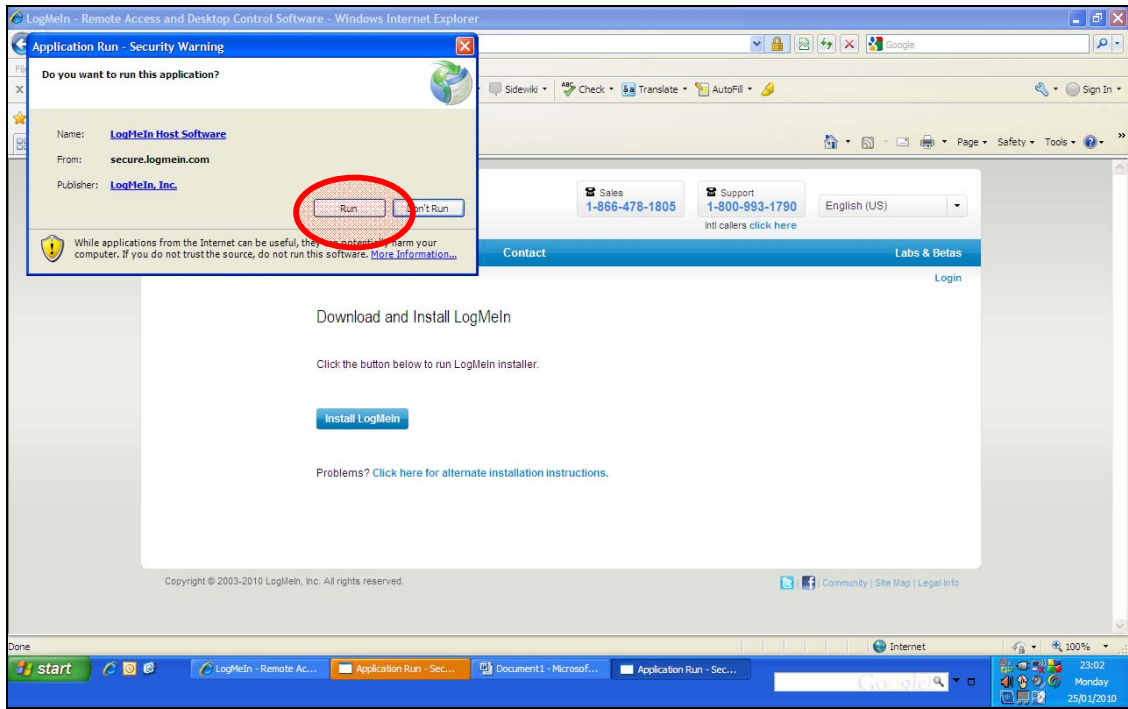 LogMeIn - Remote Access and Desktop Control Software - Windows Internet Explorer
Application Run - Security Warning
Google
Do you want to run this application?
Sidewiki
Check
Translate
AutoFill
Sign In
Name: LogMeIn Host Software
Page
Safety
Tools
From: secure.logmein.com
Publisher: LogMeIn, Inc.
Sales
1-866-478-1805
Support
1-800-993-1790
Intl callers click here
English (US)
Run
Don't Run
While applications from the Internet can be useful, they are potentially harm your
computer. If you do not trust the source, do not run this software. More Information...
Contact
Labs & Betas
Login
Download and Install LogMeIn
Click the button below to run LogMeIn installer.
Install LogMeIn
Problems? Click here for alternate installation instructions.
Copyright © 2003-2010 LogMeIn, Inc. All rights reserved.
| Community | Site Map | Legal Info
Done
Internet
100%
start
LogMeIn - Remote Ac...
Application Run - Sec...
Document1 - Microsof...
Application Run - Sec...
Google
23:02
Monday
25/01/2010